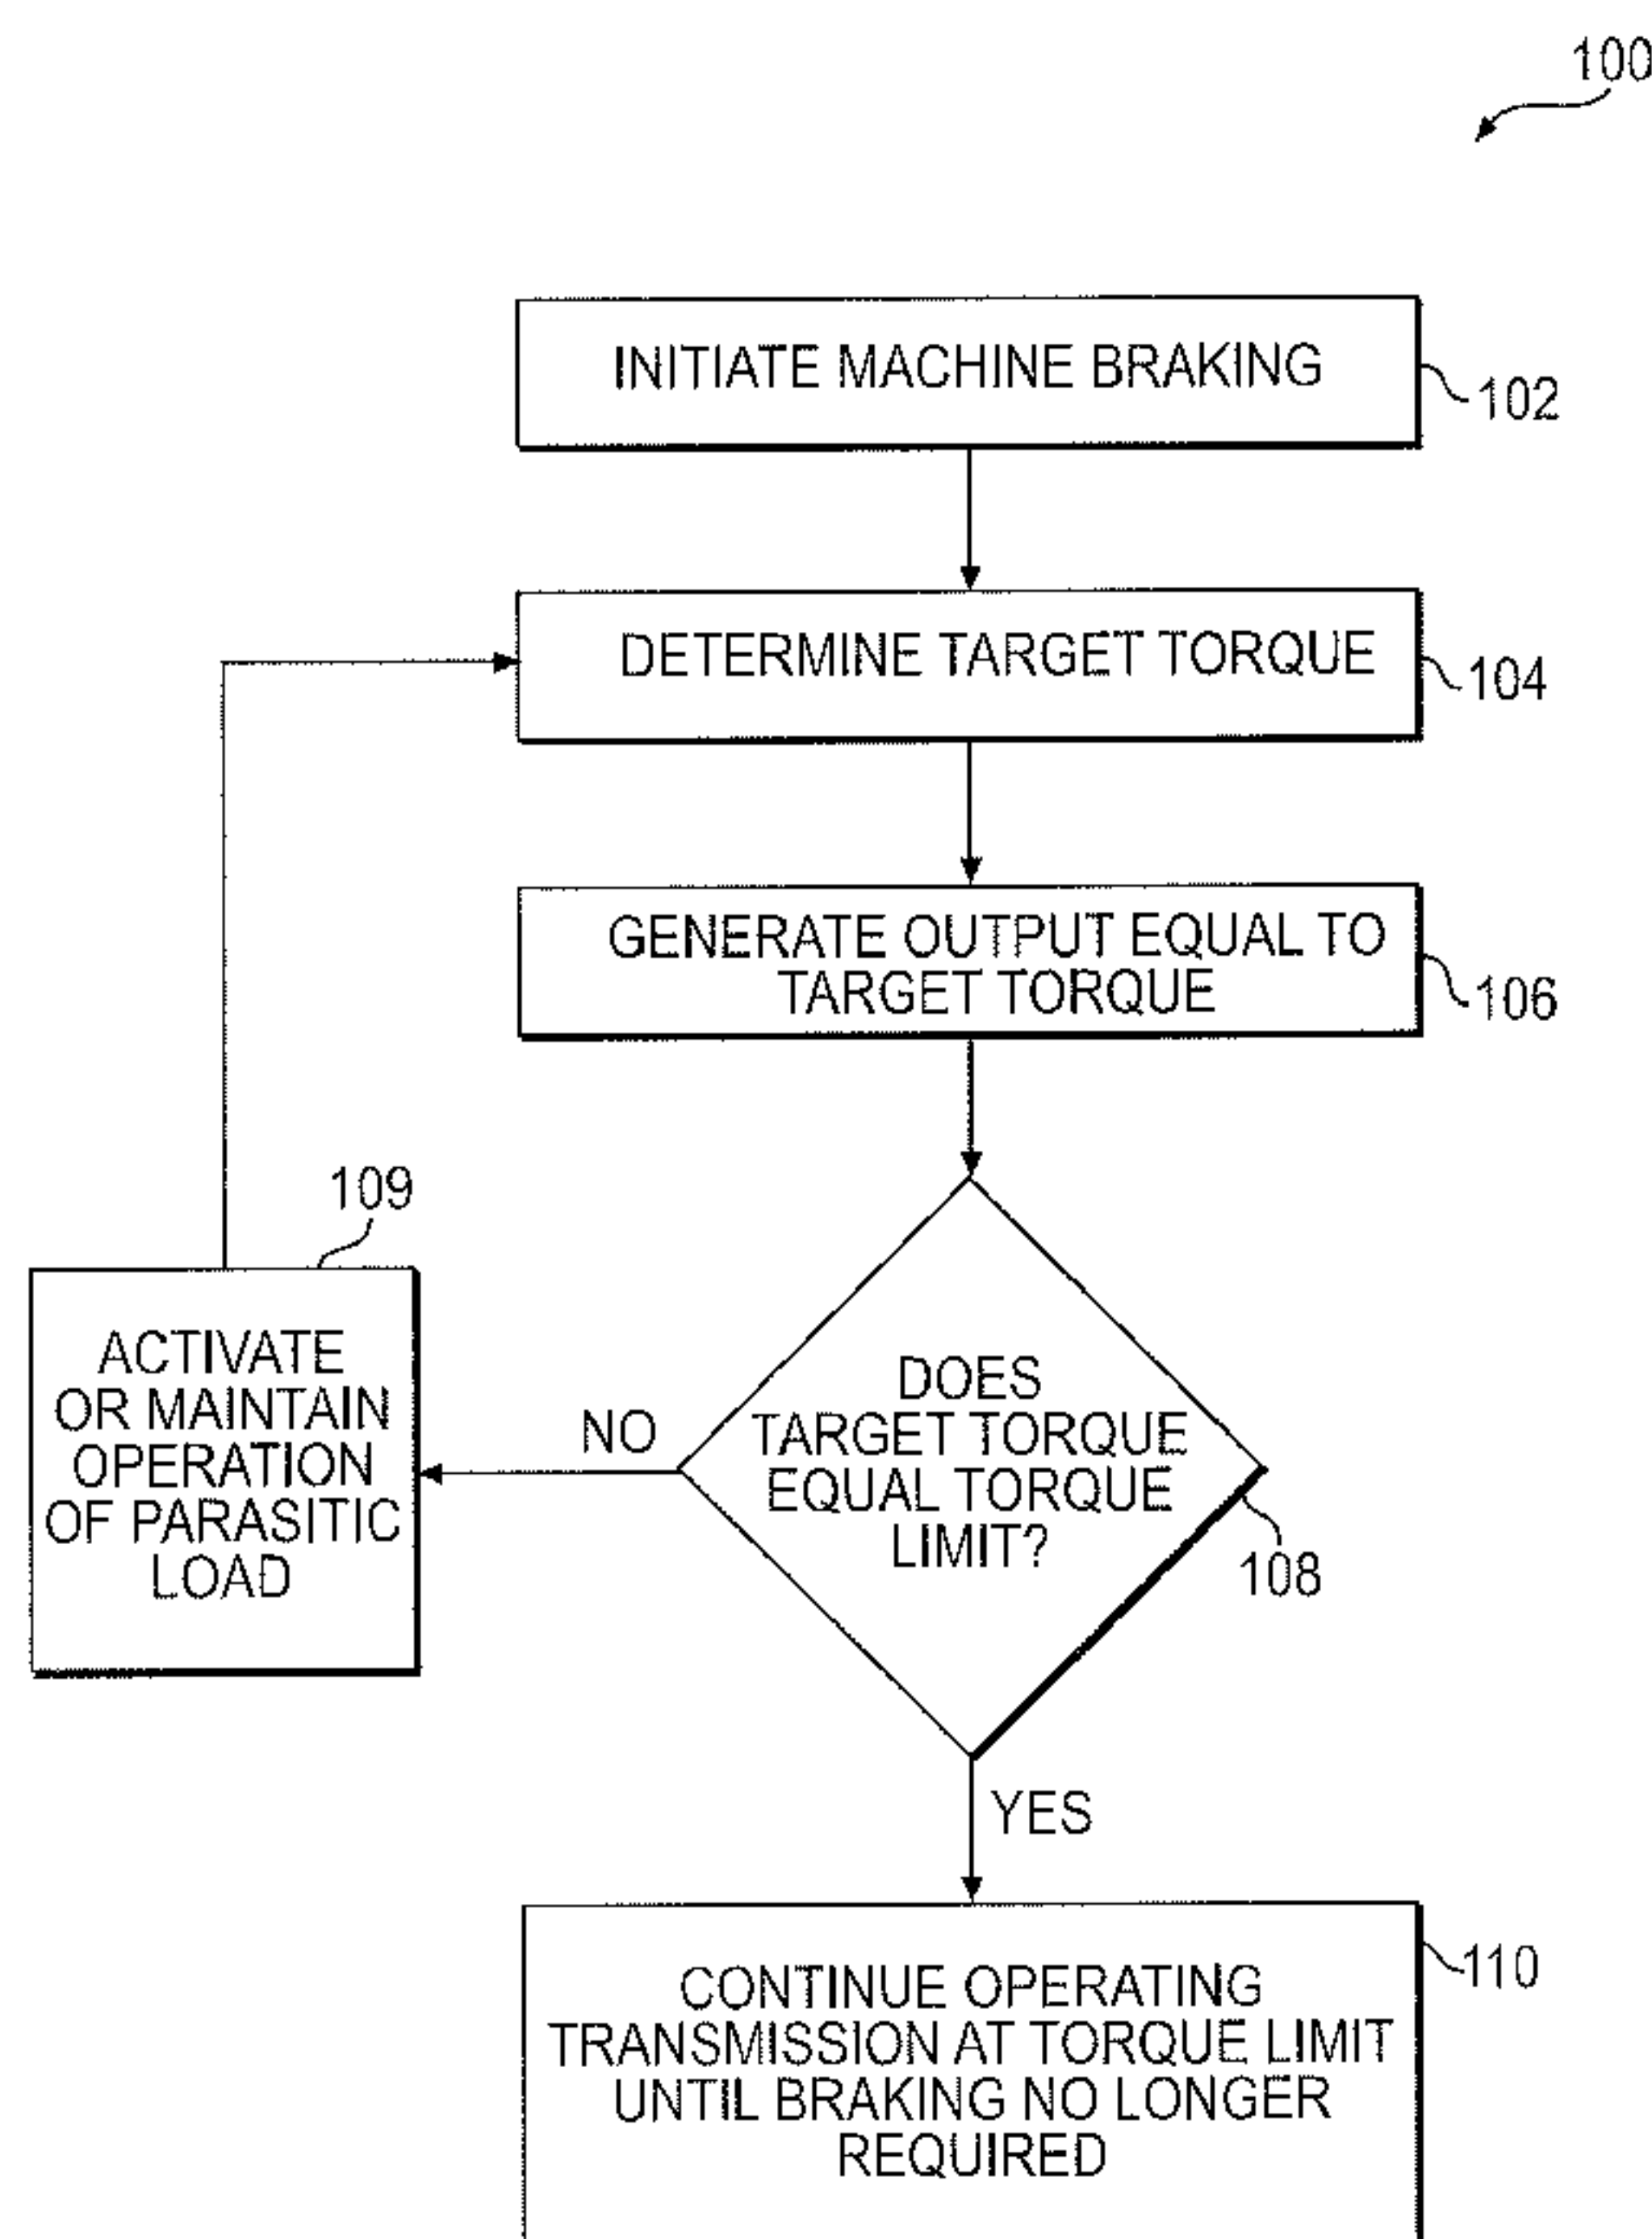 100
INITIATE MACHINE BRAKING
102
DETERMINE TARGET TORQUE
104
GENERATE OUTPUT EQUAL TO
TARGET TORQUE
106
109
ACTIVATE
OR MAINTAIN
OPERATION
OF PARASITIC
LOAD
NO
DOES
TARGET TORQUE
EQUAL TORQUE
LIMIT?
108
YES
CONTINUE OPERATING
TRANSMISSION AT TORQUE LIMIT
UNTIL BRAKING NO LONGER
REQUIRED
110